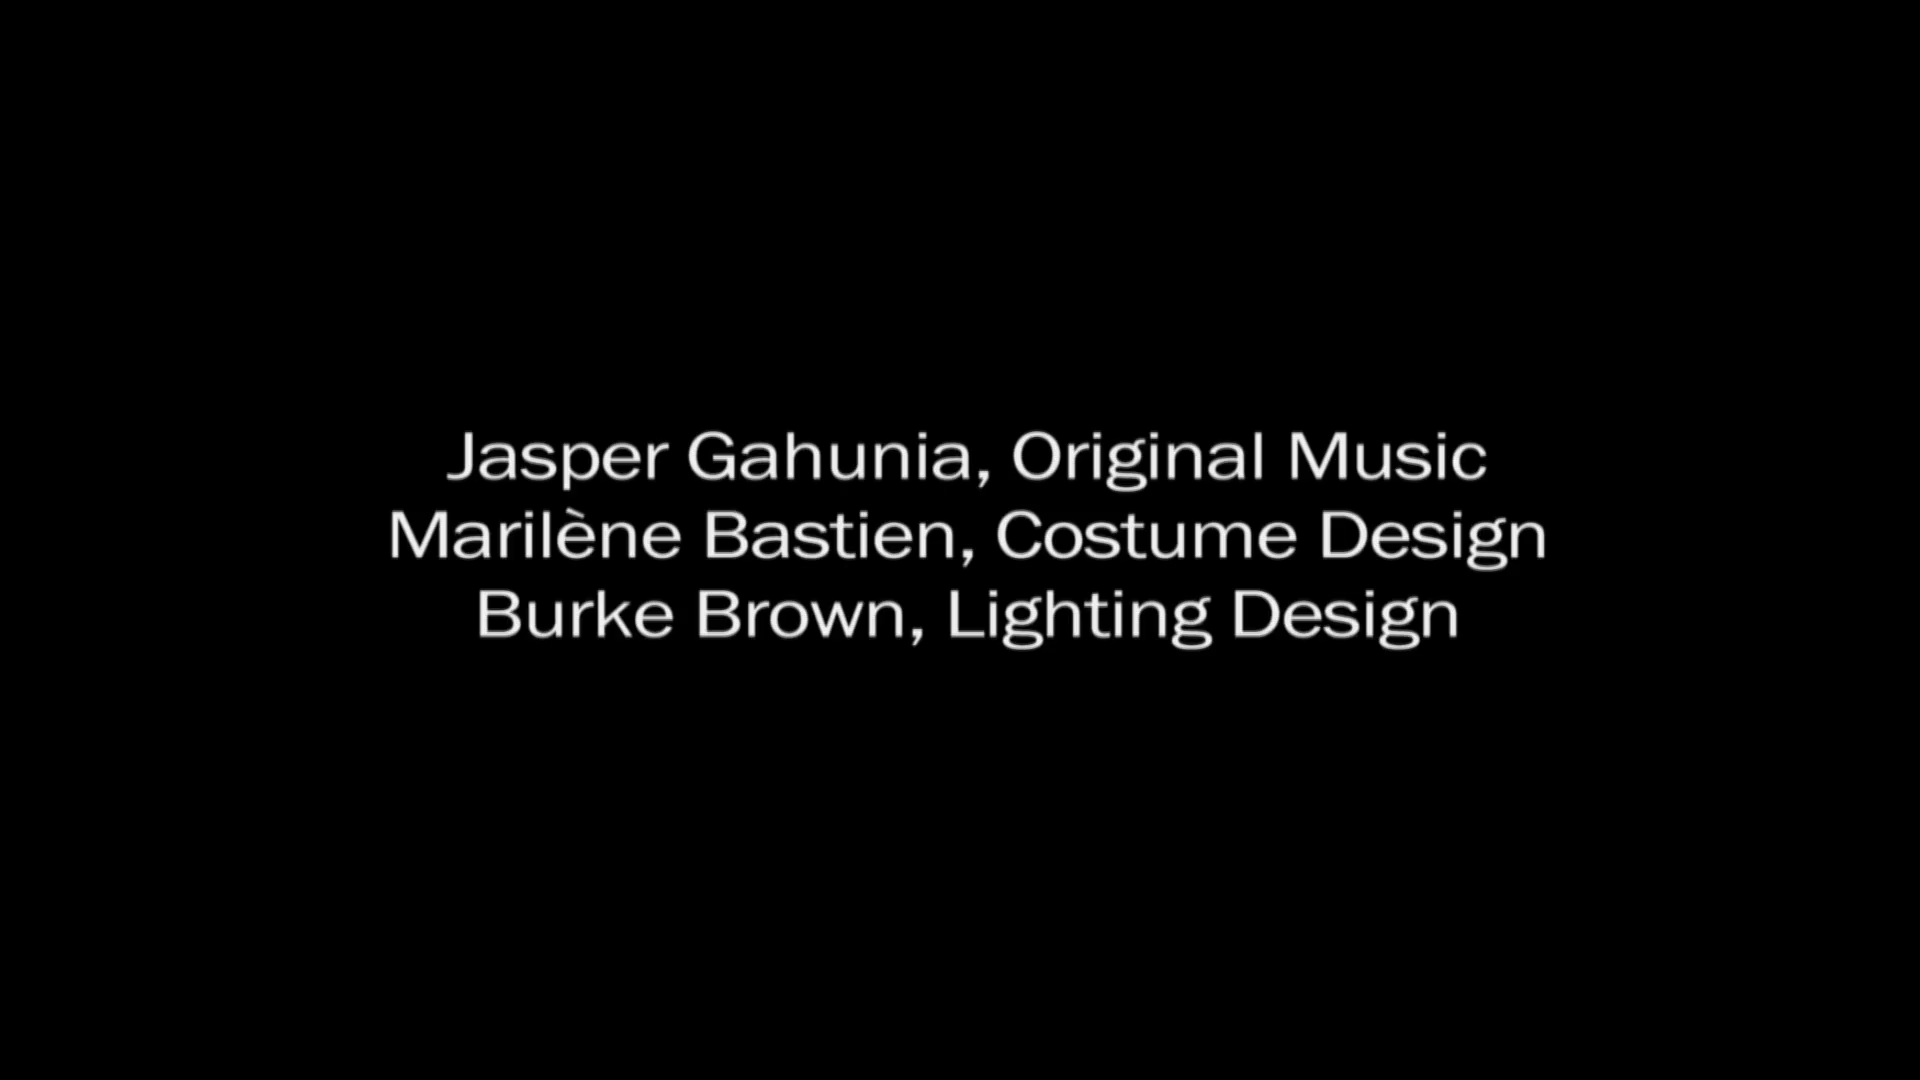 Jasper Gahunia, Original Music
Marilène Bastien, Costume Design
Burke Brown, Lighting Design